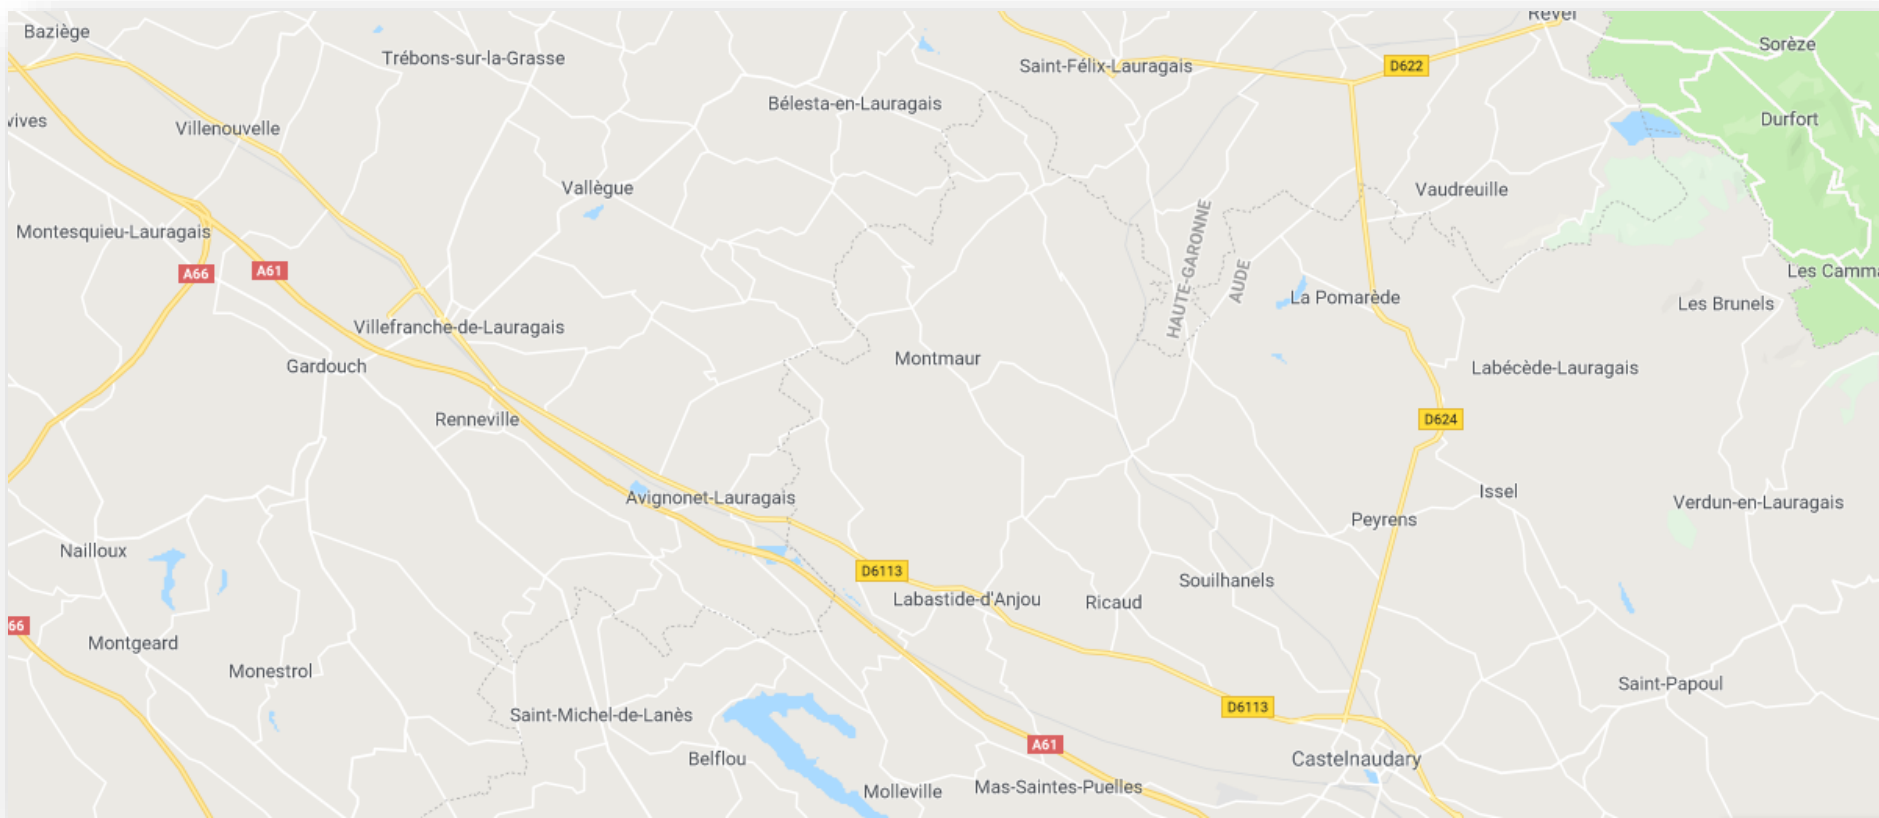 Revel
Baziège
Sorèze
Trébons-sur-la-Grasse
Saint-Félix-Lauragais
D622
Bélesta-en-Lauragais
vives
Villenouvelle
Durfort
Vallègue
Vaudreuille
Montesquieu-Lauragais
HAUTE-GARONNE
AUDE
A66
A61
Les Camma
La Pomarède
Les Brunels
Villefranche-de-Lauragais
Montmaur
Gardouch
Labécède-Lauragais
Renneville
D624
Avignonet-Lauragais
Issel
Verdun-en-Lauragais
Peyrens
Nailloux
D6113
Souilhanels
Labastide-d'Anjou
Ricaud
66
Montgeard
Monestrol
Saint-Papoul
D6113
Saint-Michel-de-Lanès
A61
Belflou
Castelnaudary
Mas-Saintes-Puelles
Molleville